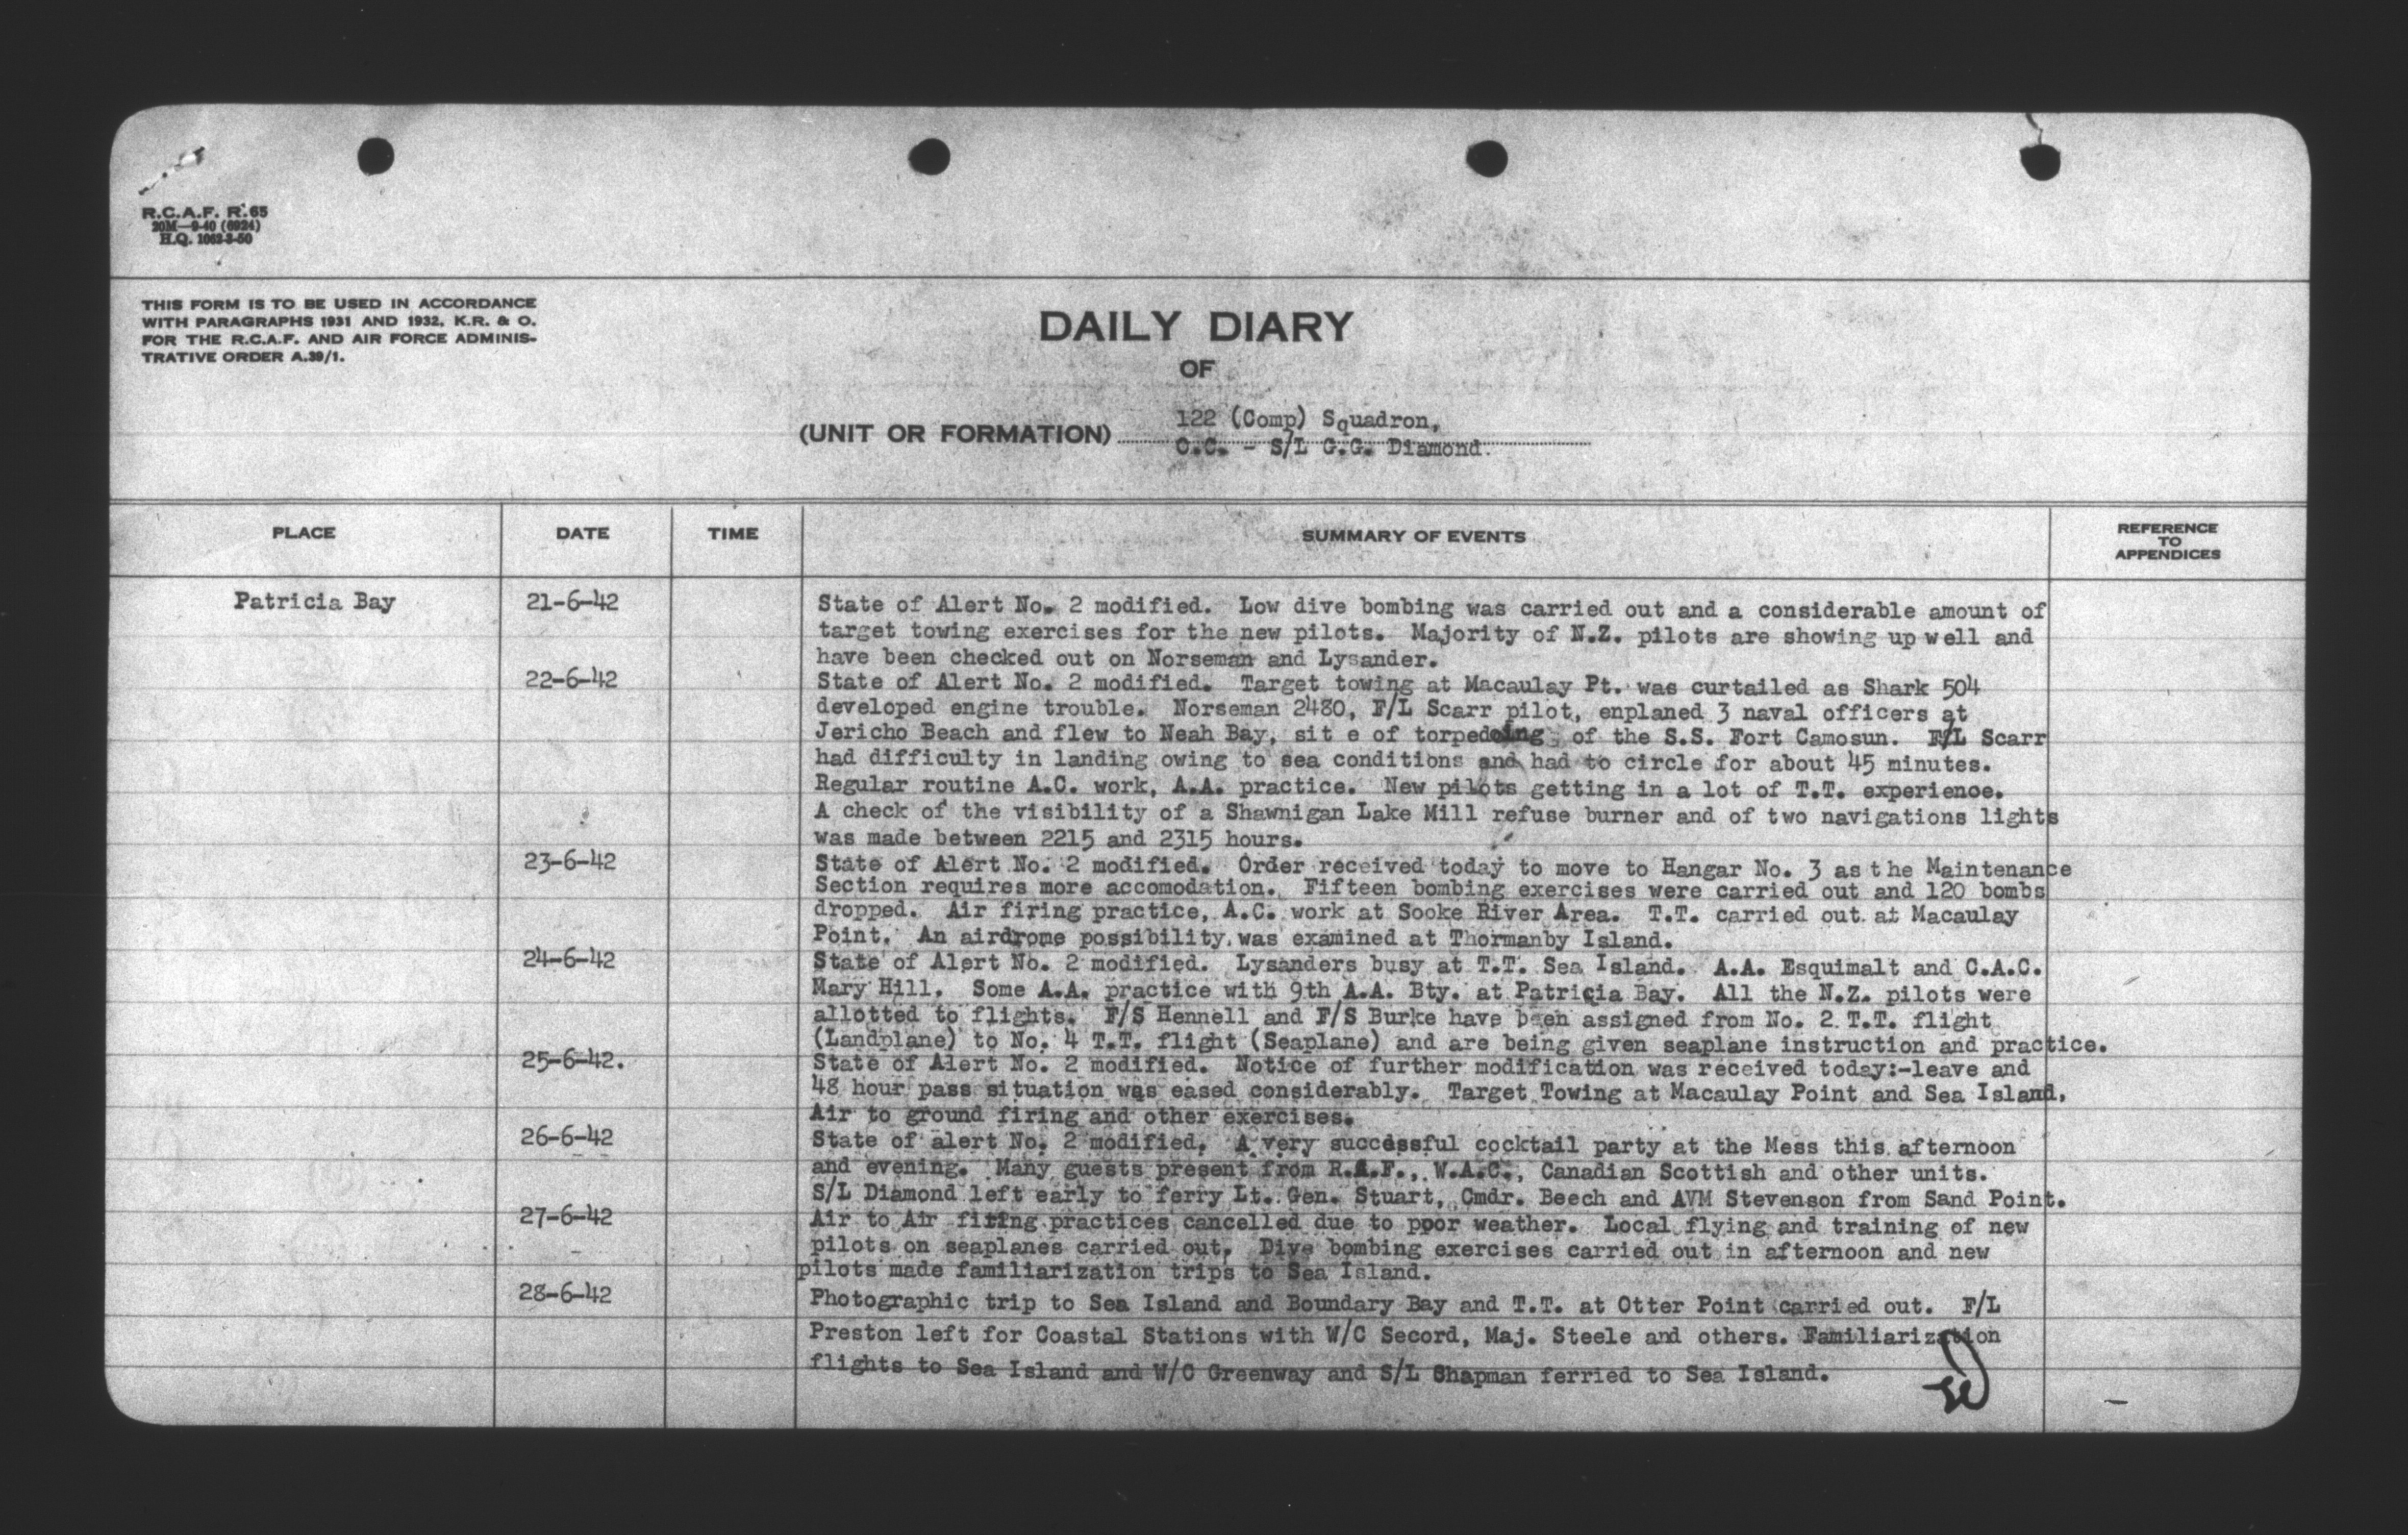 R.C.A.F. R.65
20M—9-40 (6924)
H.Q. 1062-3-50
THIS FORM IS TO BE USED IN ACCORDANCE
WITH PARAGRAPHS 1931 AND 1932, K.R. & O.
FOR THE R.C.A.F. AND AIR FORCE ADMINIS-
TRATIVE ORDER A.39/1.
DAILY DIARY
OF
(UNIT OR FORMATION) 122 (Comp) Squadron,
O.C. - S/L G.G. Diamond.
PLACE DATE TIME SUMMARY OF EVENTS REFERENCE TO APPENDICES
Patricia Bay 21-6-42 State of Alert No. 2 modified. Low dive bombing was carried out and a considerable amount of
target towing exercises for the new pilots. Majority of N.Z. pilots are showing up well and
have been checked out on Norseman and Lysander.
22-6-42 State of Alert No. 2 modified. Target towing at Macaulay Pt. was curtailed as Shark 504
developed engine trouble. Norseman 2480, F/L Scarr pilot, enplaned 3 naval officers at
Jericho Beach and flew to Neah Bay, sit e of torpedoing of the S.S. Fort Camosun. F/L Scarr
had difficulty in landing owing to sea conditions and had to circle for about 45 minutes.
Regular routine A.C. work, A.A. practice. New pilots getting in a lot of T.T. experience.
A check of the visibility of a Shawnigan Lake Mill refuse burner and of two navigations lights
was made between 2215 and 2315 hours.
23-6-42 State of Alert No. 2 modified. Order received today to move to Hangar No. 3 as the Maintenance
Section requires more accomodation. Fifteen bombing exercises were carried out and 120 bombs
dropped. Air firing practice, A.C. work at Sooke River Area. T.T. carried out at Macaulay
Point. An airdrome possibility was examined at Thormanby Island.
24-6-42 State of Alert No. 2 modified. Lysanders busy at T.T. Sea Island. A.A. Esquimalt and C.A.C.
Mary Hill. Some A.A. practice with 9th A.A. Bty. at Patricia Bay. All the N.Z. pilots were
allotted to flights. F/S Hennell and F/S Burke have been assigned from No. 2 T.T. flight
(Landplane) to No. 4 T.T. flight (Seaplane) and are being given seaplane instruction and practice.
25-6-42. State of Alert No. 2 modified. Notice of further modification was received today:-leave and
48 hour pass situation was eased considerably. Target Towing at Macaulay Point and Sea Island,
Air to ground firing and other exercises.
26-6-42 State of alert No. 2 modified. A very successful cocktail party at the Mess this afternoon
and evening. Many guests present from R.A.F., W.A.C., Canadian Scottish and other units.
S/L Diamond left early to ferry Lt. Gen. Stuart, Cmdr. Beech and AVM Stevenson from Sand Point.
27-6-42 Air to Air firing practices cancelled due to poor weather. Local flying and training of new
pilots on seaplanes carried out. Dive bombing exercises carried out in afternoon and new
pilots made familiarization trips to Sea Island.
28-6-42 Photographic trip to Sea Island and Boundary Bay and T.T. at Otter Point carried out. F/L
Preston left for Coastal Stations with W/C Secord, Maj. Steele and others. Familiarization
flights to Sea Island and W/C Greenway and S/L Chapman ferried to Sea Island.